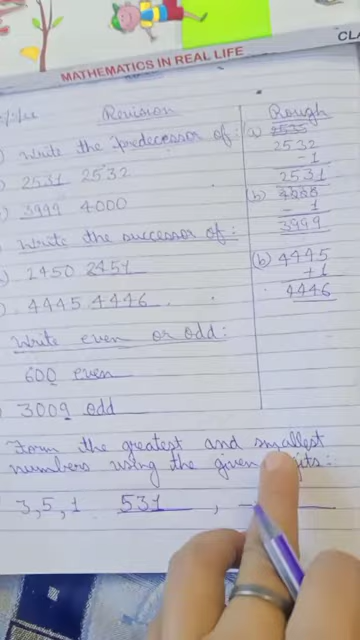 MATHEMATICS IN REAL LIFE
CLA
Revision
Write the predecessor of:
2531 2532
3999 4000
Write the successor of:
1450 2451
4445 4446
Write even or odd:
600 even
3009 odd
Form the greatest and smallest
numbers using the given
3, 5, 1 531 ,
Rough
(a)
2532
-1
2531
(b)
-1
3999
(b) 4445
+1
4446